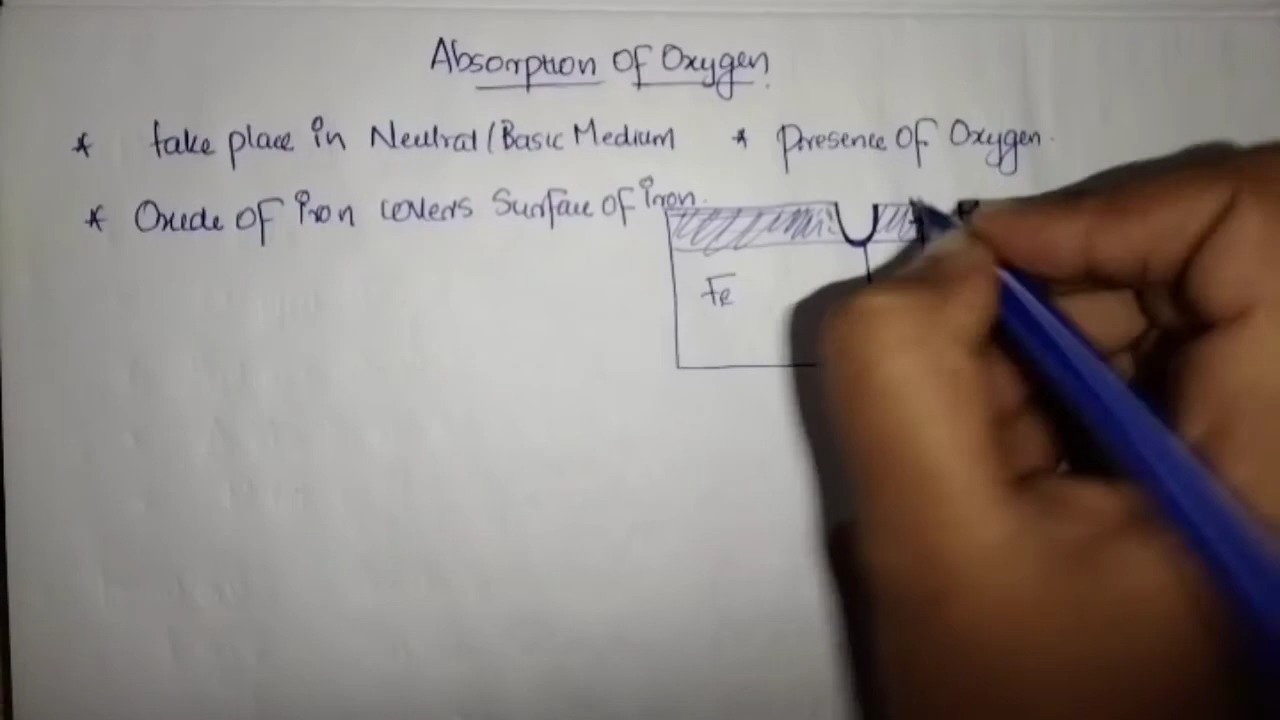 Absorption Of Oxygen
* take place in Neutral/Basic Medium * Presence Of Oxygen.
* Oxide Of iron covers Surface of iron.
Fe